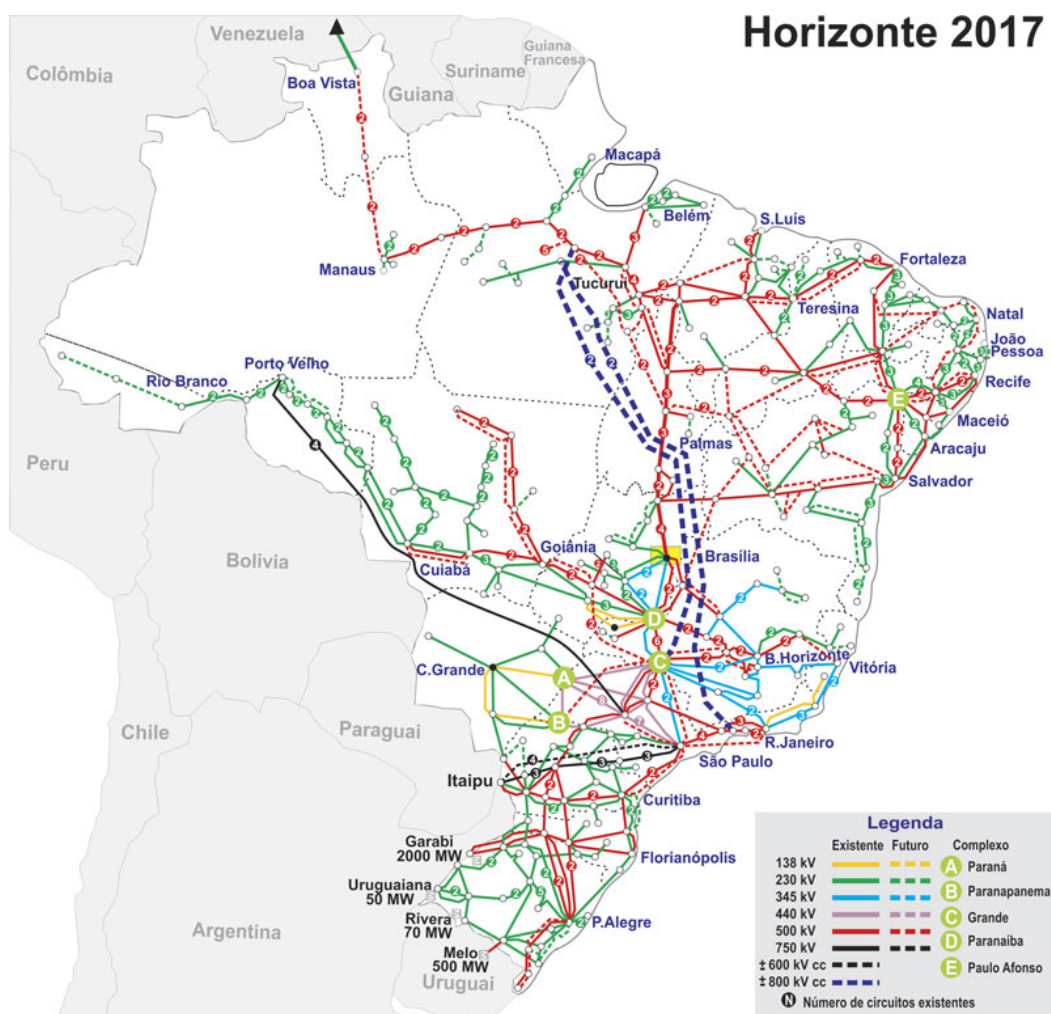 Horizonte 2017
Venezuela
Guiana
Francesa
Suriname
Colômbia
Boa Vista
Guiana
Macapá
Belém
S.Luis
Manaus
Fortaleza
Tucuruí
Teresina
Natal
João
Pessoa
Porto Velho
Rio Branco
Recife
E
Maceió
Palmas
Aracaju
Peru
Salvador
Bolivia
Goiânia
Brasília
Cuiabá
D
B.Horizonte
C
Vitória
C.Grande
A
B
Chile
Paraguai
R.Janeiro
São Paulo
Itaipu
Curitiba
Garabi
2000 MW
Florianópolis
Uruguaiana
50 MW
Rivera
70 MW
P.Alegre
Argentina
Melo
500 MW
Uruguai
Legenda
Existente Futuro Complexo
138 kV A Paraná
230 kV
345 kV B Paranapanema
440 kV C Grande
500 kV
750 kV D Paranaíba
± 600 kV cc
± 800 kV cc E Paulo Afonso
N Número de circuitos existentes